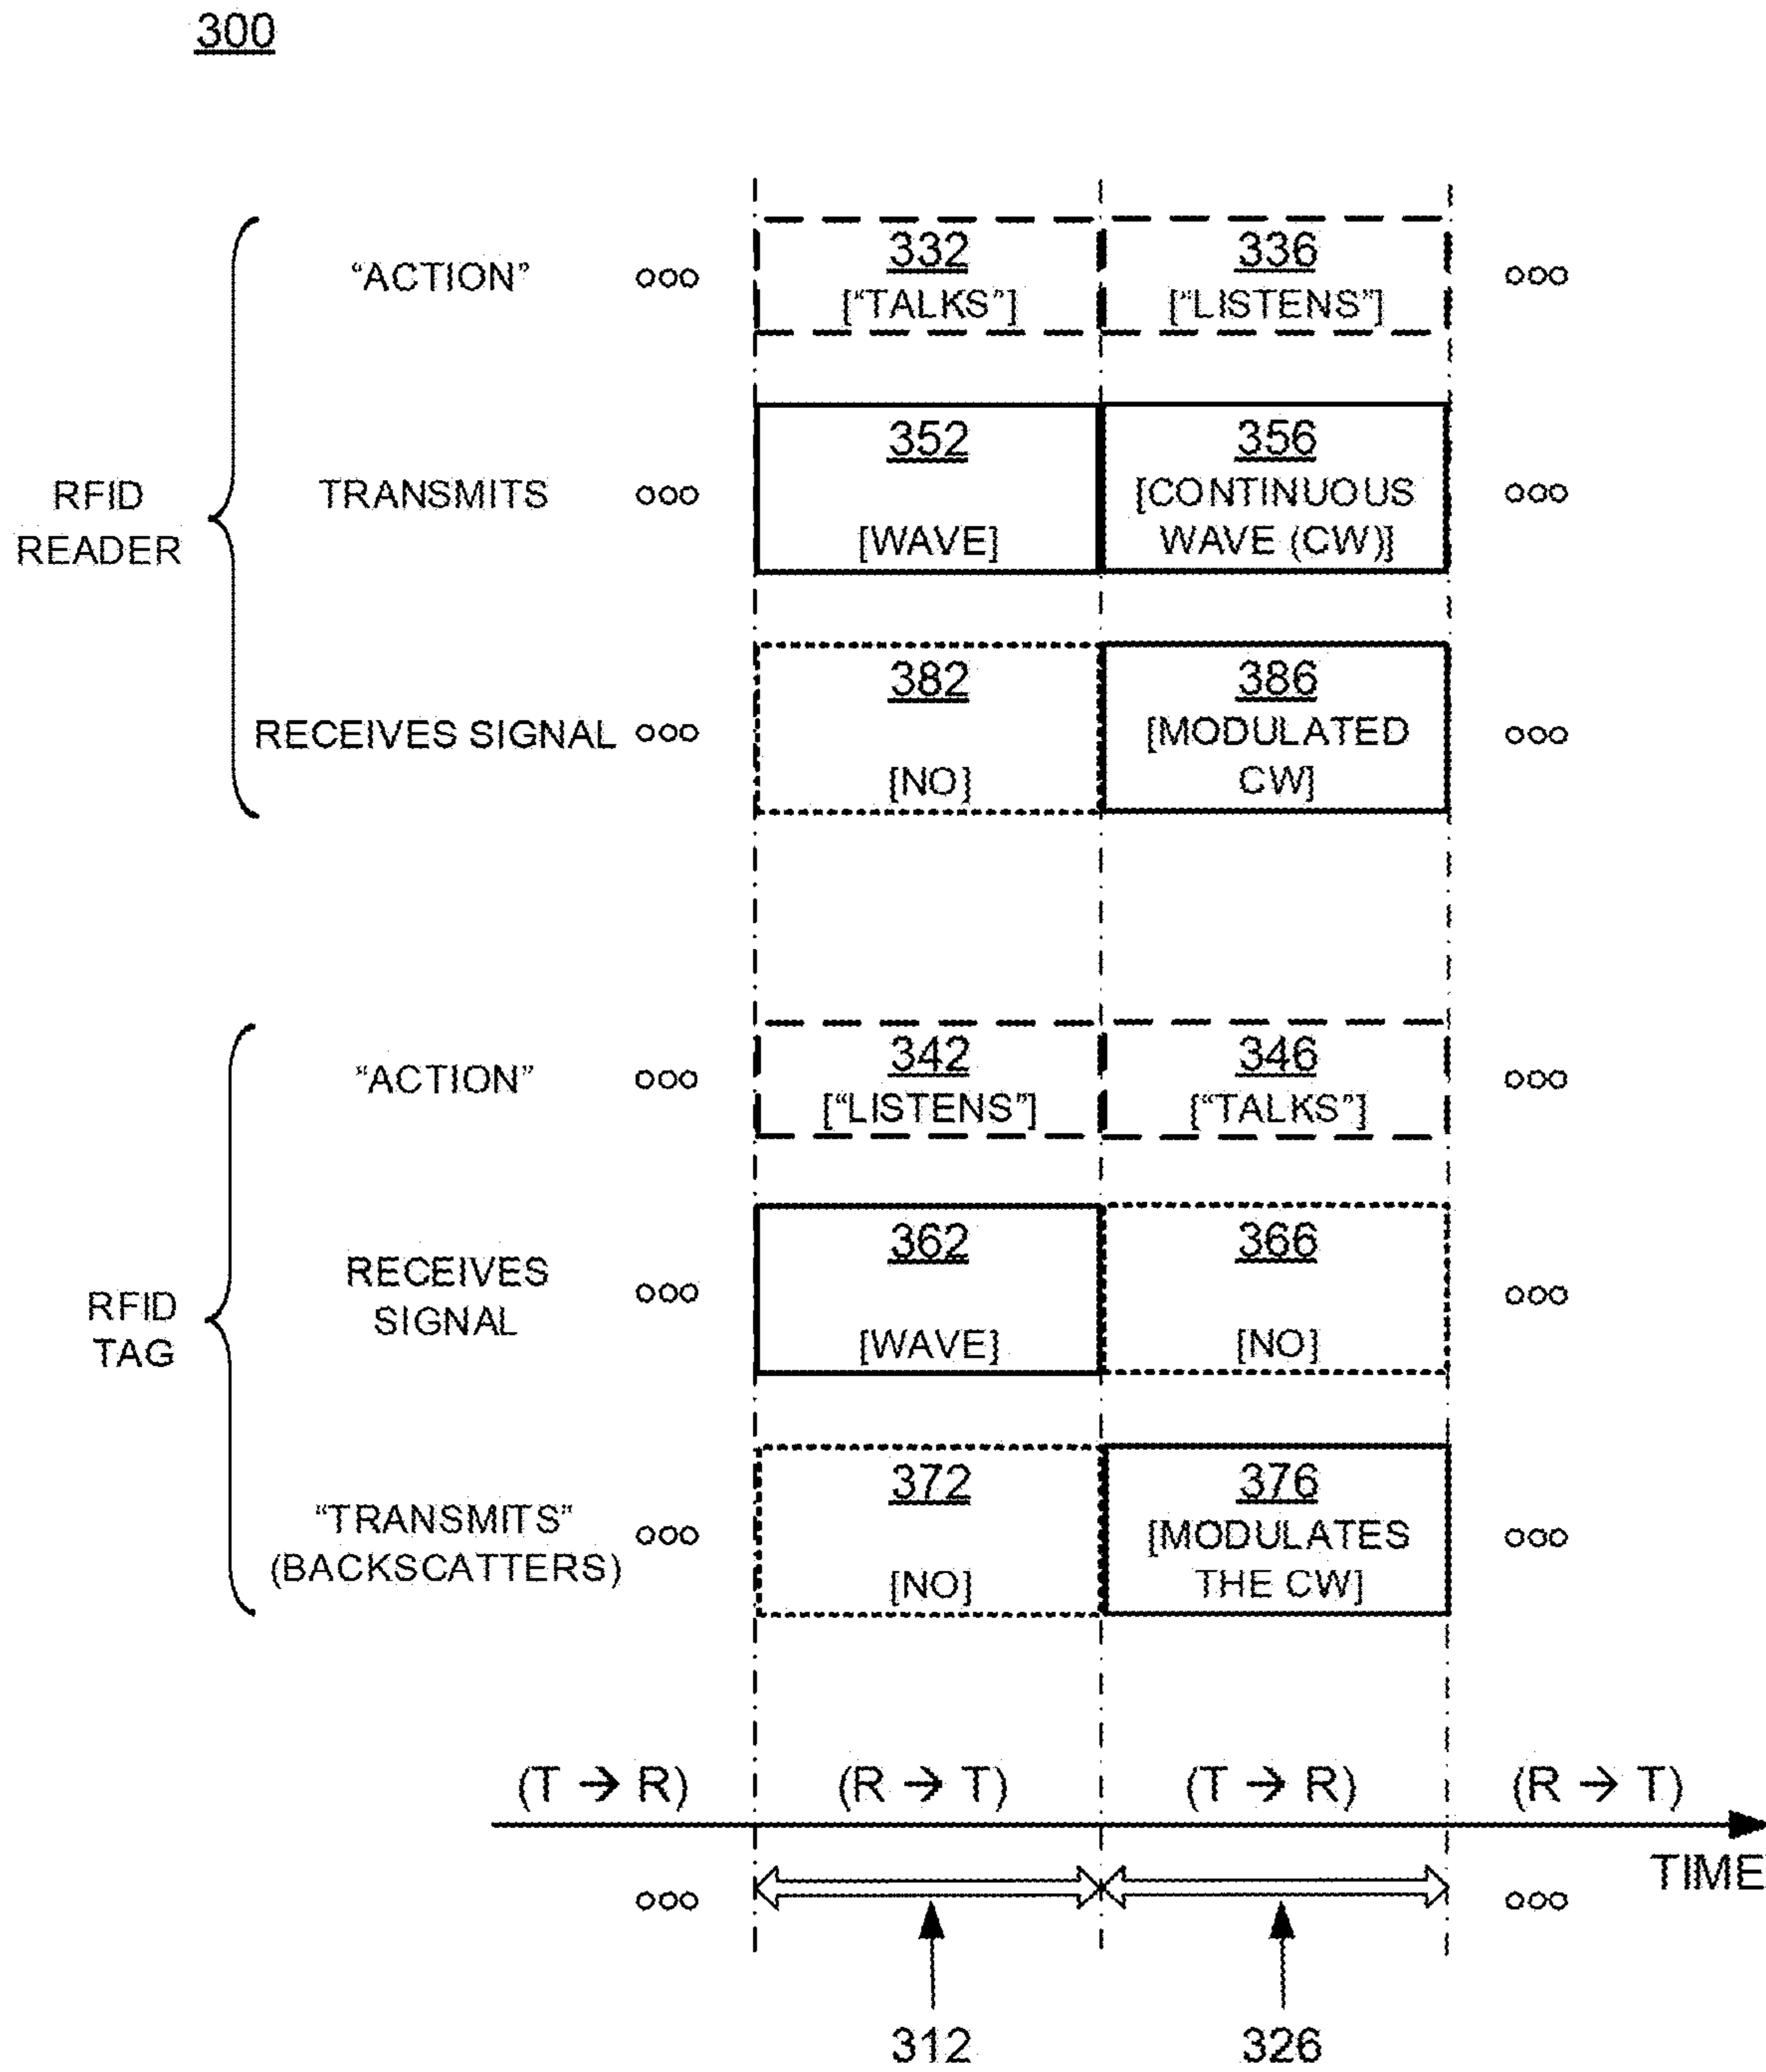 300
RFID
READER
“ACTION”
ooo
332
[“TALKS”]
336
[“LISTENS”]
ooo
TRANSMITS
ooo
352
[WAVE]
356
[CONTINUOUS
WAVE (CW)]
ooo
RECEIVES SIGNAL
ooo
382
[NO]
386
[MODULATED
CW]
ooo
RFID
TAG
“ACTION”
ooo
342
[“LISTENS”]
346
[“TALKS”]
ooo
RECEIVES
SIGNAL
ooo
362
[WAVE]
366
[NO]
ooo
“TRANSMITS”
(BACKSCATTERS)
ooo
372
[NO]
376
[MODULATES
THE CW]
ooo
(T → R)
(R → T)
(T → R)
(R → T)
TIME
ooo
ooo
312
326